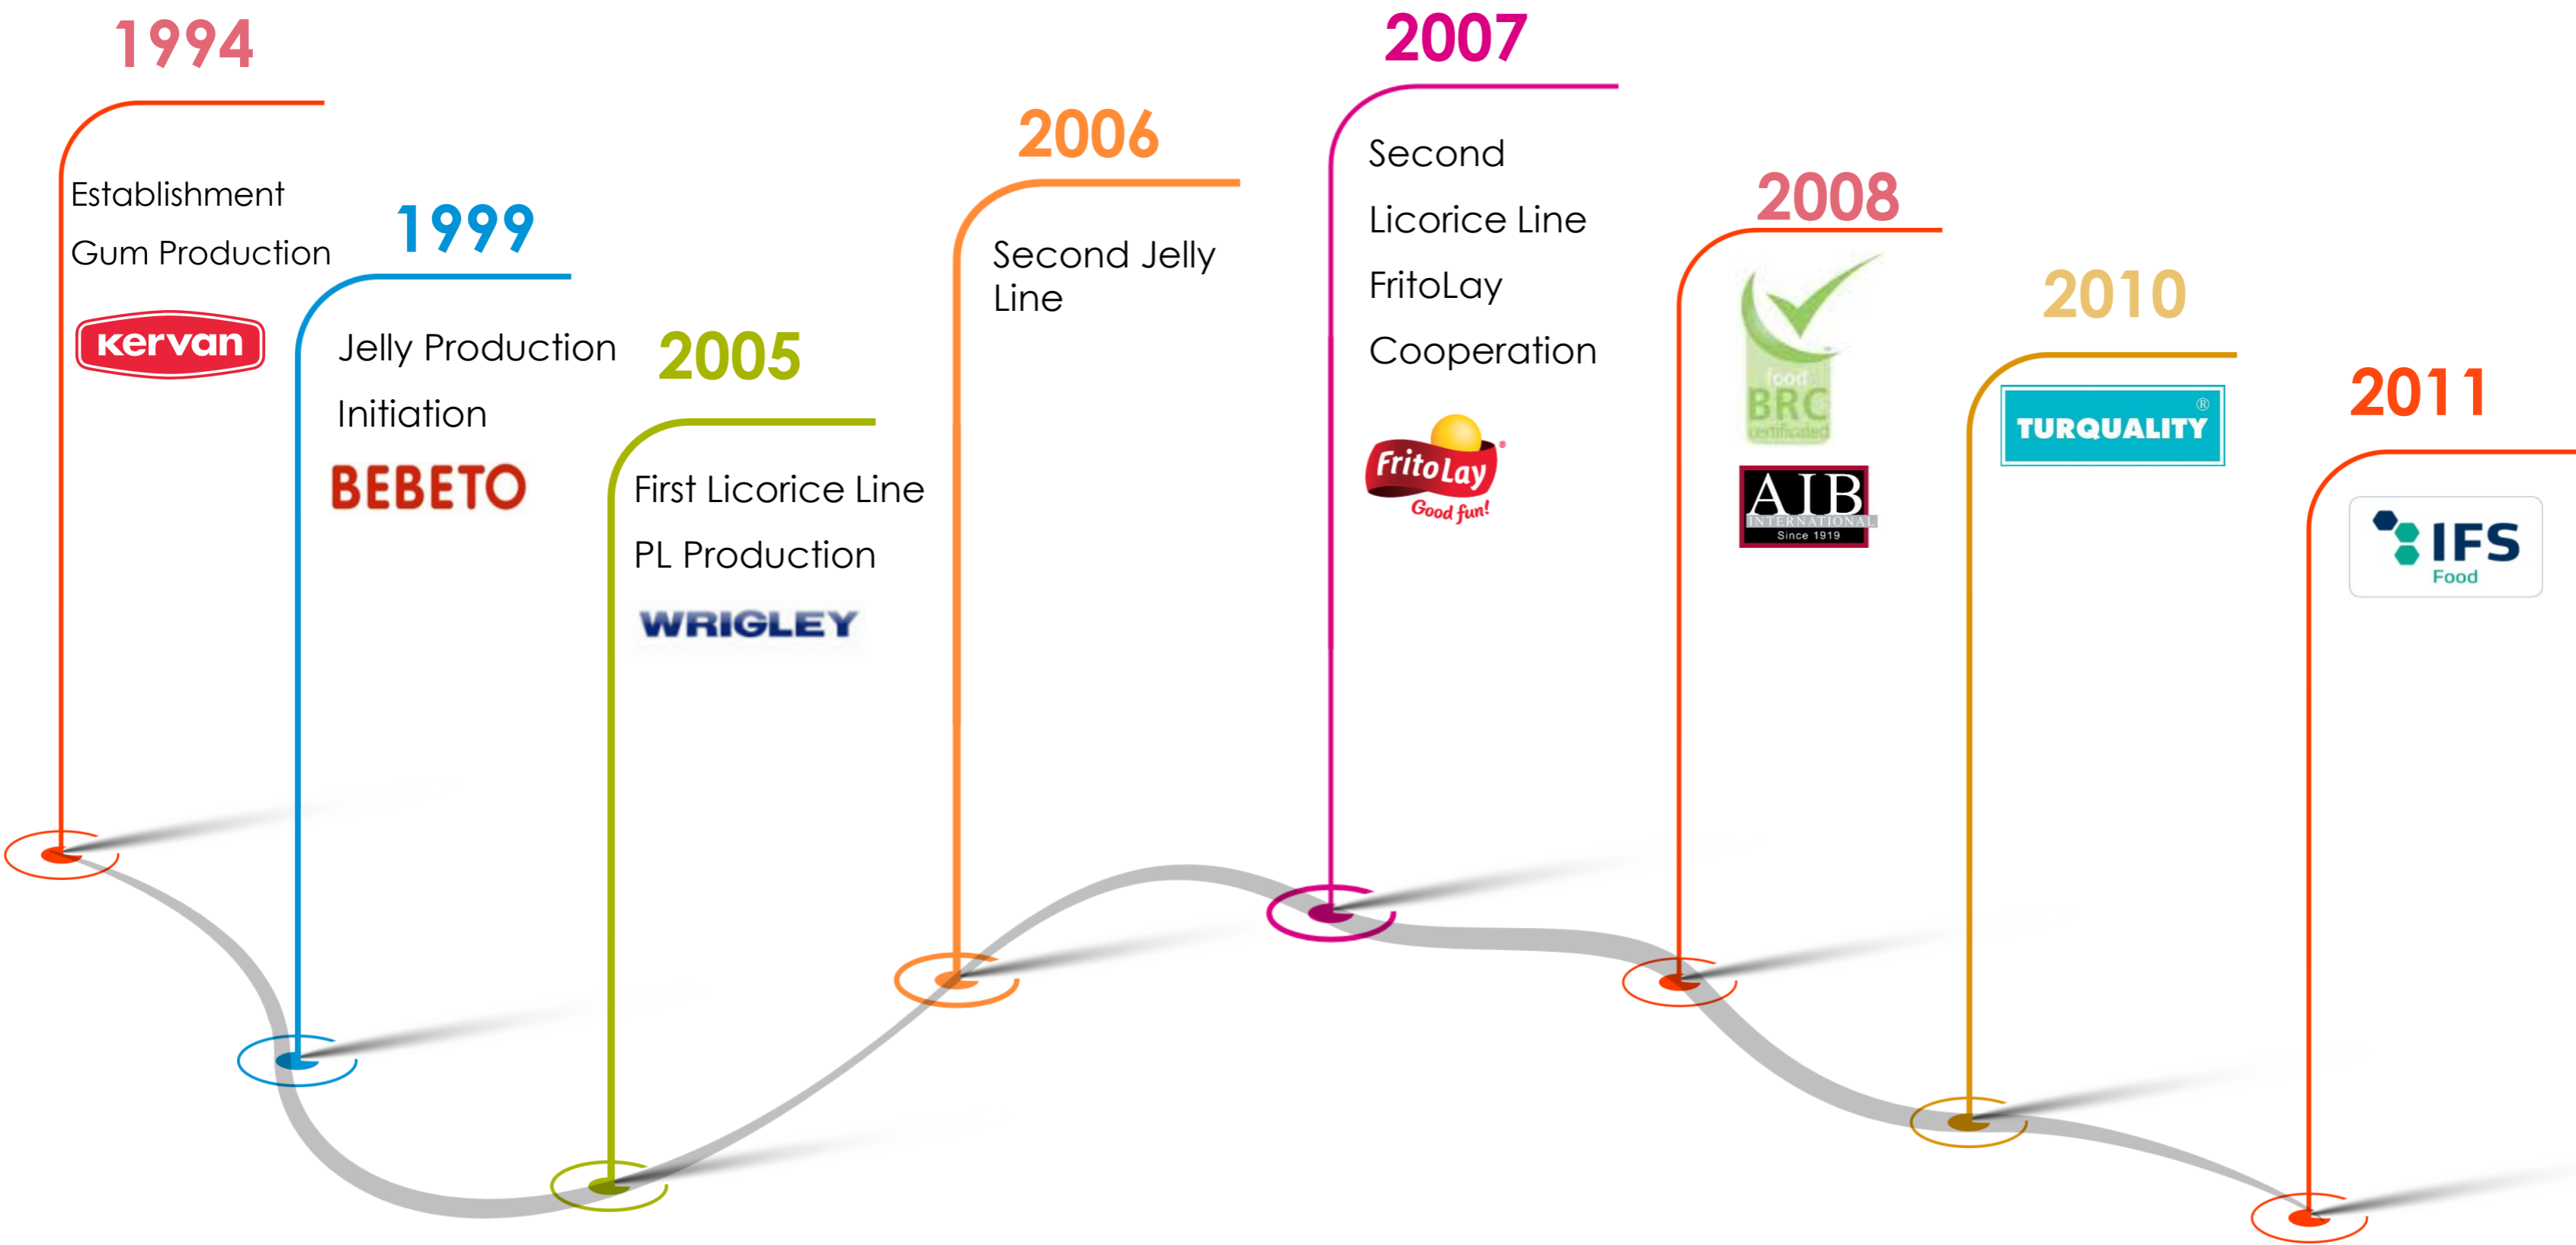 1994
Establishment
Gum Production
kervan
1999
Jelly Production
Initiation
BEBETO
2005
First Licorice Line
PL Production
WRIGLEY
2006
Second Jelly
Line
2007
Second
Licorice Line
FritoLay
Cooperation
Frito Lay ®
Good fun!
2008
food
BRC
certificated
AIB
INTERNATIONAL
Since 1919
2010
TURQUALITY ®
2011
IFS
Food